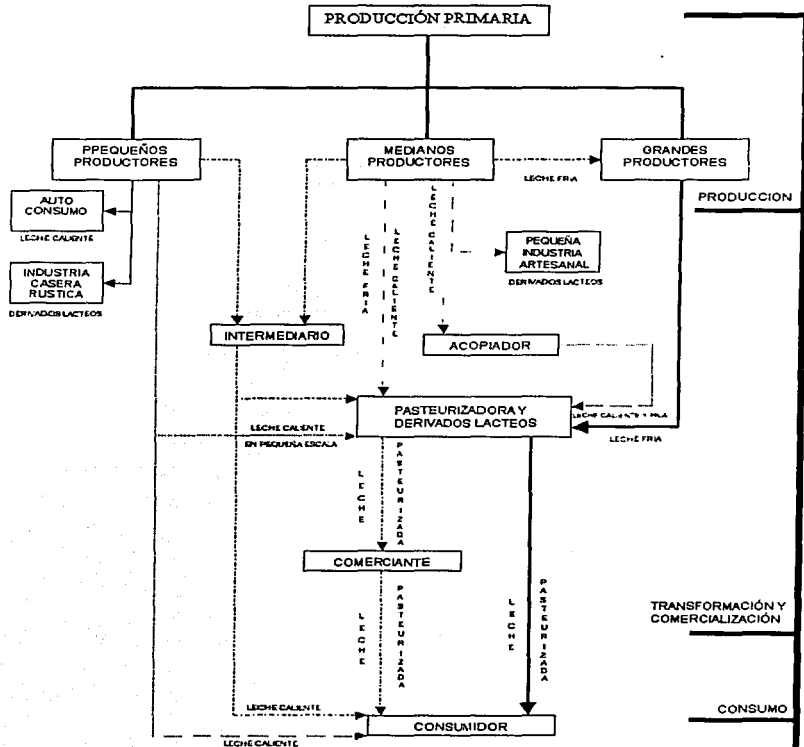 PRODUCCIÓN PRIMARIA
PPEQUEÑOS
PRODUCTORES
MEDIANOS
PRODUCTORES
GRANDES
PRODUCTORES
LECHE FRIA
PRODUCCION
AUTO
CONSUMO
LECHE CALIENTE
INDUSTRIA
CASERA
RUSTICA
DERIVADOS LACTEOS
LECHE FRIA
LECHE CALIENTE
LECHE CALIENTE
PEQUEÑA
INDUSTRIA
ARTESANAL
DERIVADOS LACTEOS
INTERMEDIARIO
ACOPIADOR
PASTEURIZADORA Y
DERIVADOS LACTEOS
LECHE CALIENTE Y
LECHE FRIA
LECHE CALIENTE
EN PEQUEÑA ESCALA
LECHE
PASTEURIZADA
COMERCIANTE
LECHE
PASTEURIZADA
LECHE
PASTEURIZADA
TRANSFORMACIÓN Y
COMERCIALIZACIÓN
LECHE CALIENTE
CONSUMIDOR
CONSUMO
LECHE CALIENTE